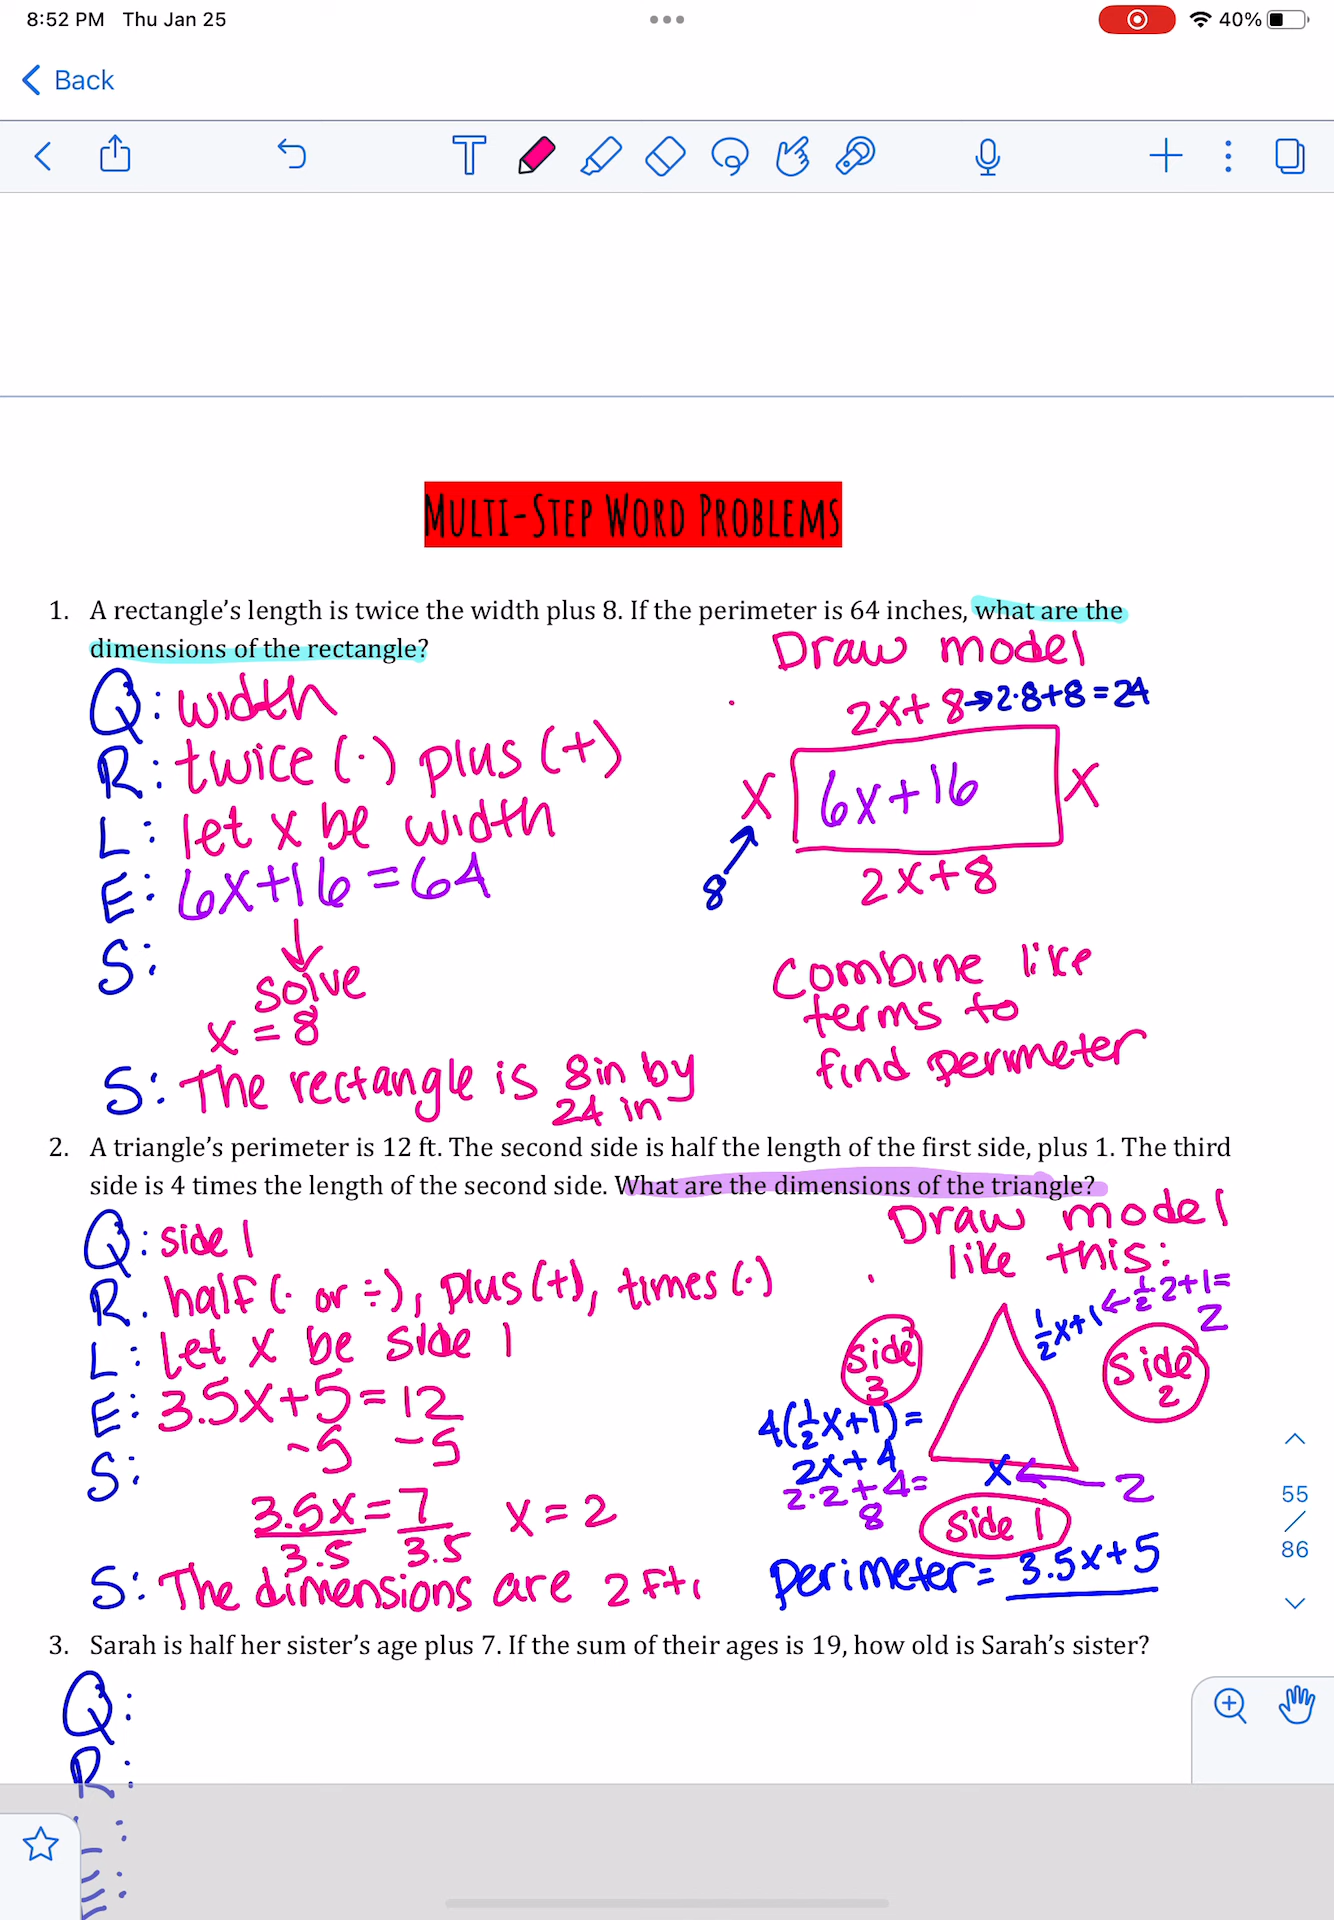 8:52 PM Thu Jan 25
40%
Back
MULTI-STEP WORD PROBLEMS
1. A rectangle's length is twice the width plus 8. If the perimeter is 64 inches, what are the
dimensions of the rectangle?
Draw model
Q: width
2x+8→2·8+8=24
R: twice (·) plus (+)
x 6x+16 x
L: let x be width
E: 6x+16=64
2x+8
8
S:
solve
x=8
Combine like
terms to
find perimeter
S: The rectangle is 8in by
24 in
2. A triangle's perimeter is 12 ft. The second side is half the length of the first side, plus 1. The third
side is 4 times the length of the second side. What are the dimensions of the triangle?
Draw model
like this:
Q: side 1
R. half (· or ÷), plus (+), times (·)
L: Let x be side 1
E: 3.5x+5=12
-5 -5
S:
3.5x=7 x=2
3.5 3.5
½x+1←½·2+1=
2
side
3
side
2
4(½x+1)=
2x+4
2·2+4=
8
x← 2
side 1
perimeter= 3.5x+5
S: The dimensions are 2ft,
55
/
86
3. Sarah is half her sister's age plus 7. If the sum of their ages is 19, how old is Sarah's sister?
Q:
R: